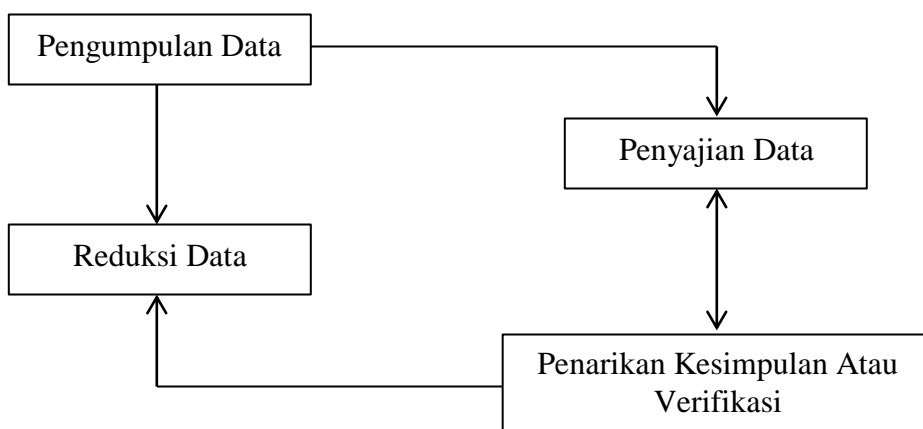 Pengumpulan Data
Penyajian Data
Reduksi Data
Penarikan Kesimpulan Atau
Verifikasi